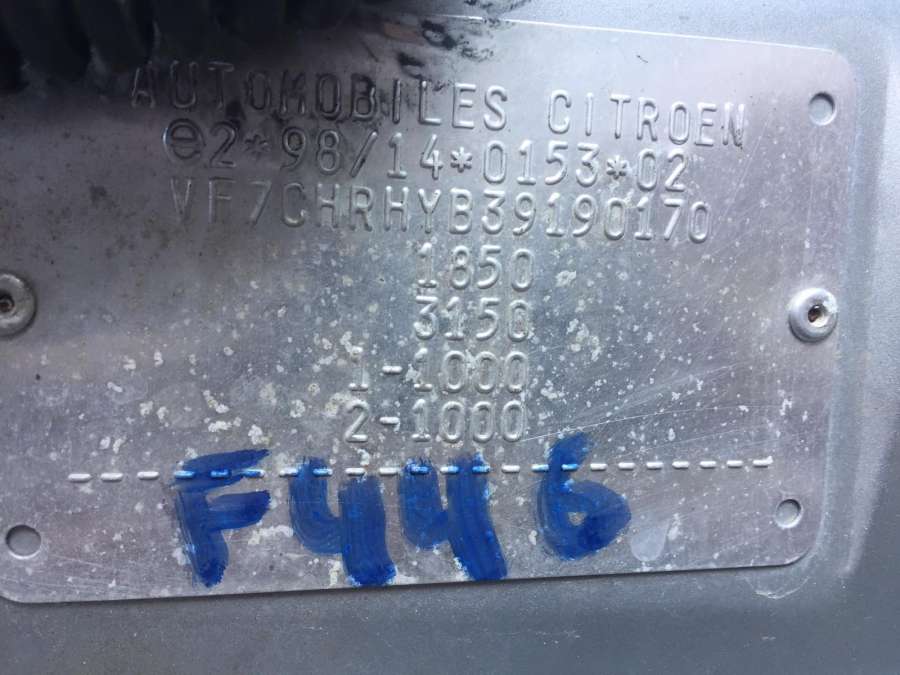 AUTOMOBILES CITROEN
e2*98/14*0153*02
VF7CHRHYB39190170
1850
3150
1-1000
2-1000
F446